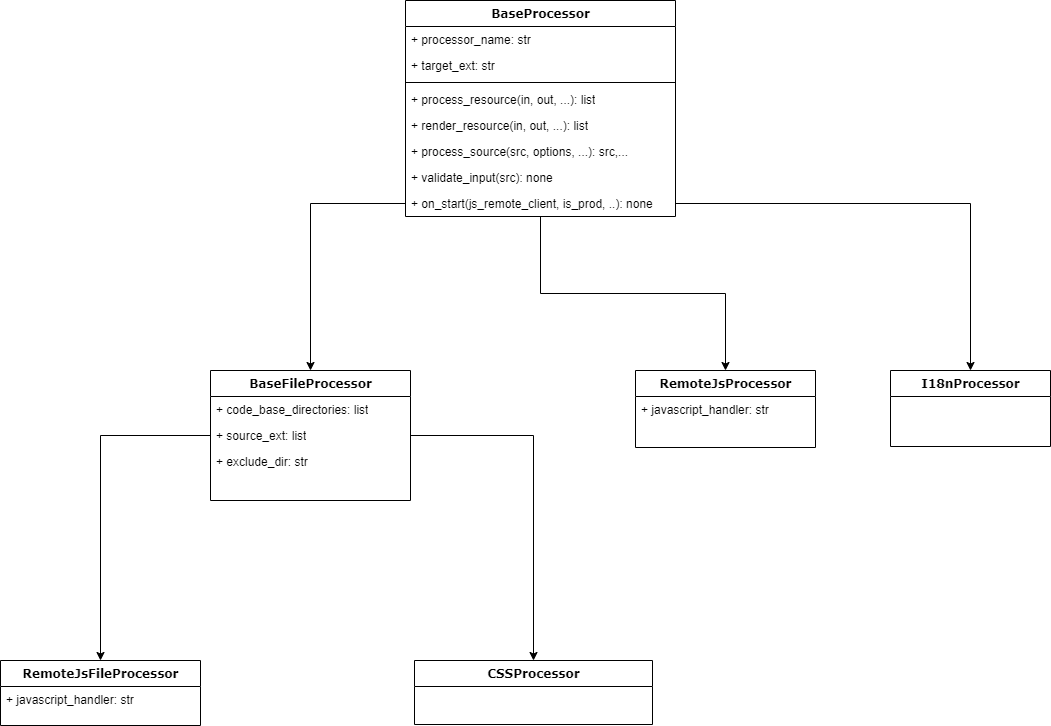 BaseProcessor
+ processor_name: str
+ target_ext: str
+ process_resource(in, out, ...): list
+ render_resource(in, out, ...): list
+ process_source(src, options, ...): src,...
+ validate_input(src): none
+ on_start(js_remote_client, is_prod, ..): none
BaseFileProcessor
+ code_base_directories: list
+ source_ext: list
+ exclude_dir: str
RemoteJsProcessor
+ javascript_handler: str
I18nProcessor
RemoteJsFileProcessor
+ javascript_handler: str
CSSProcessor